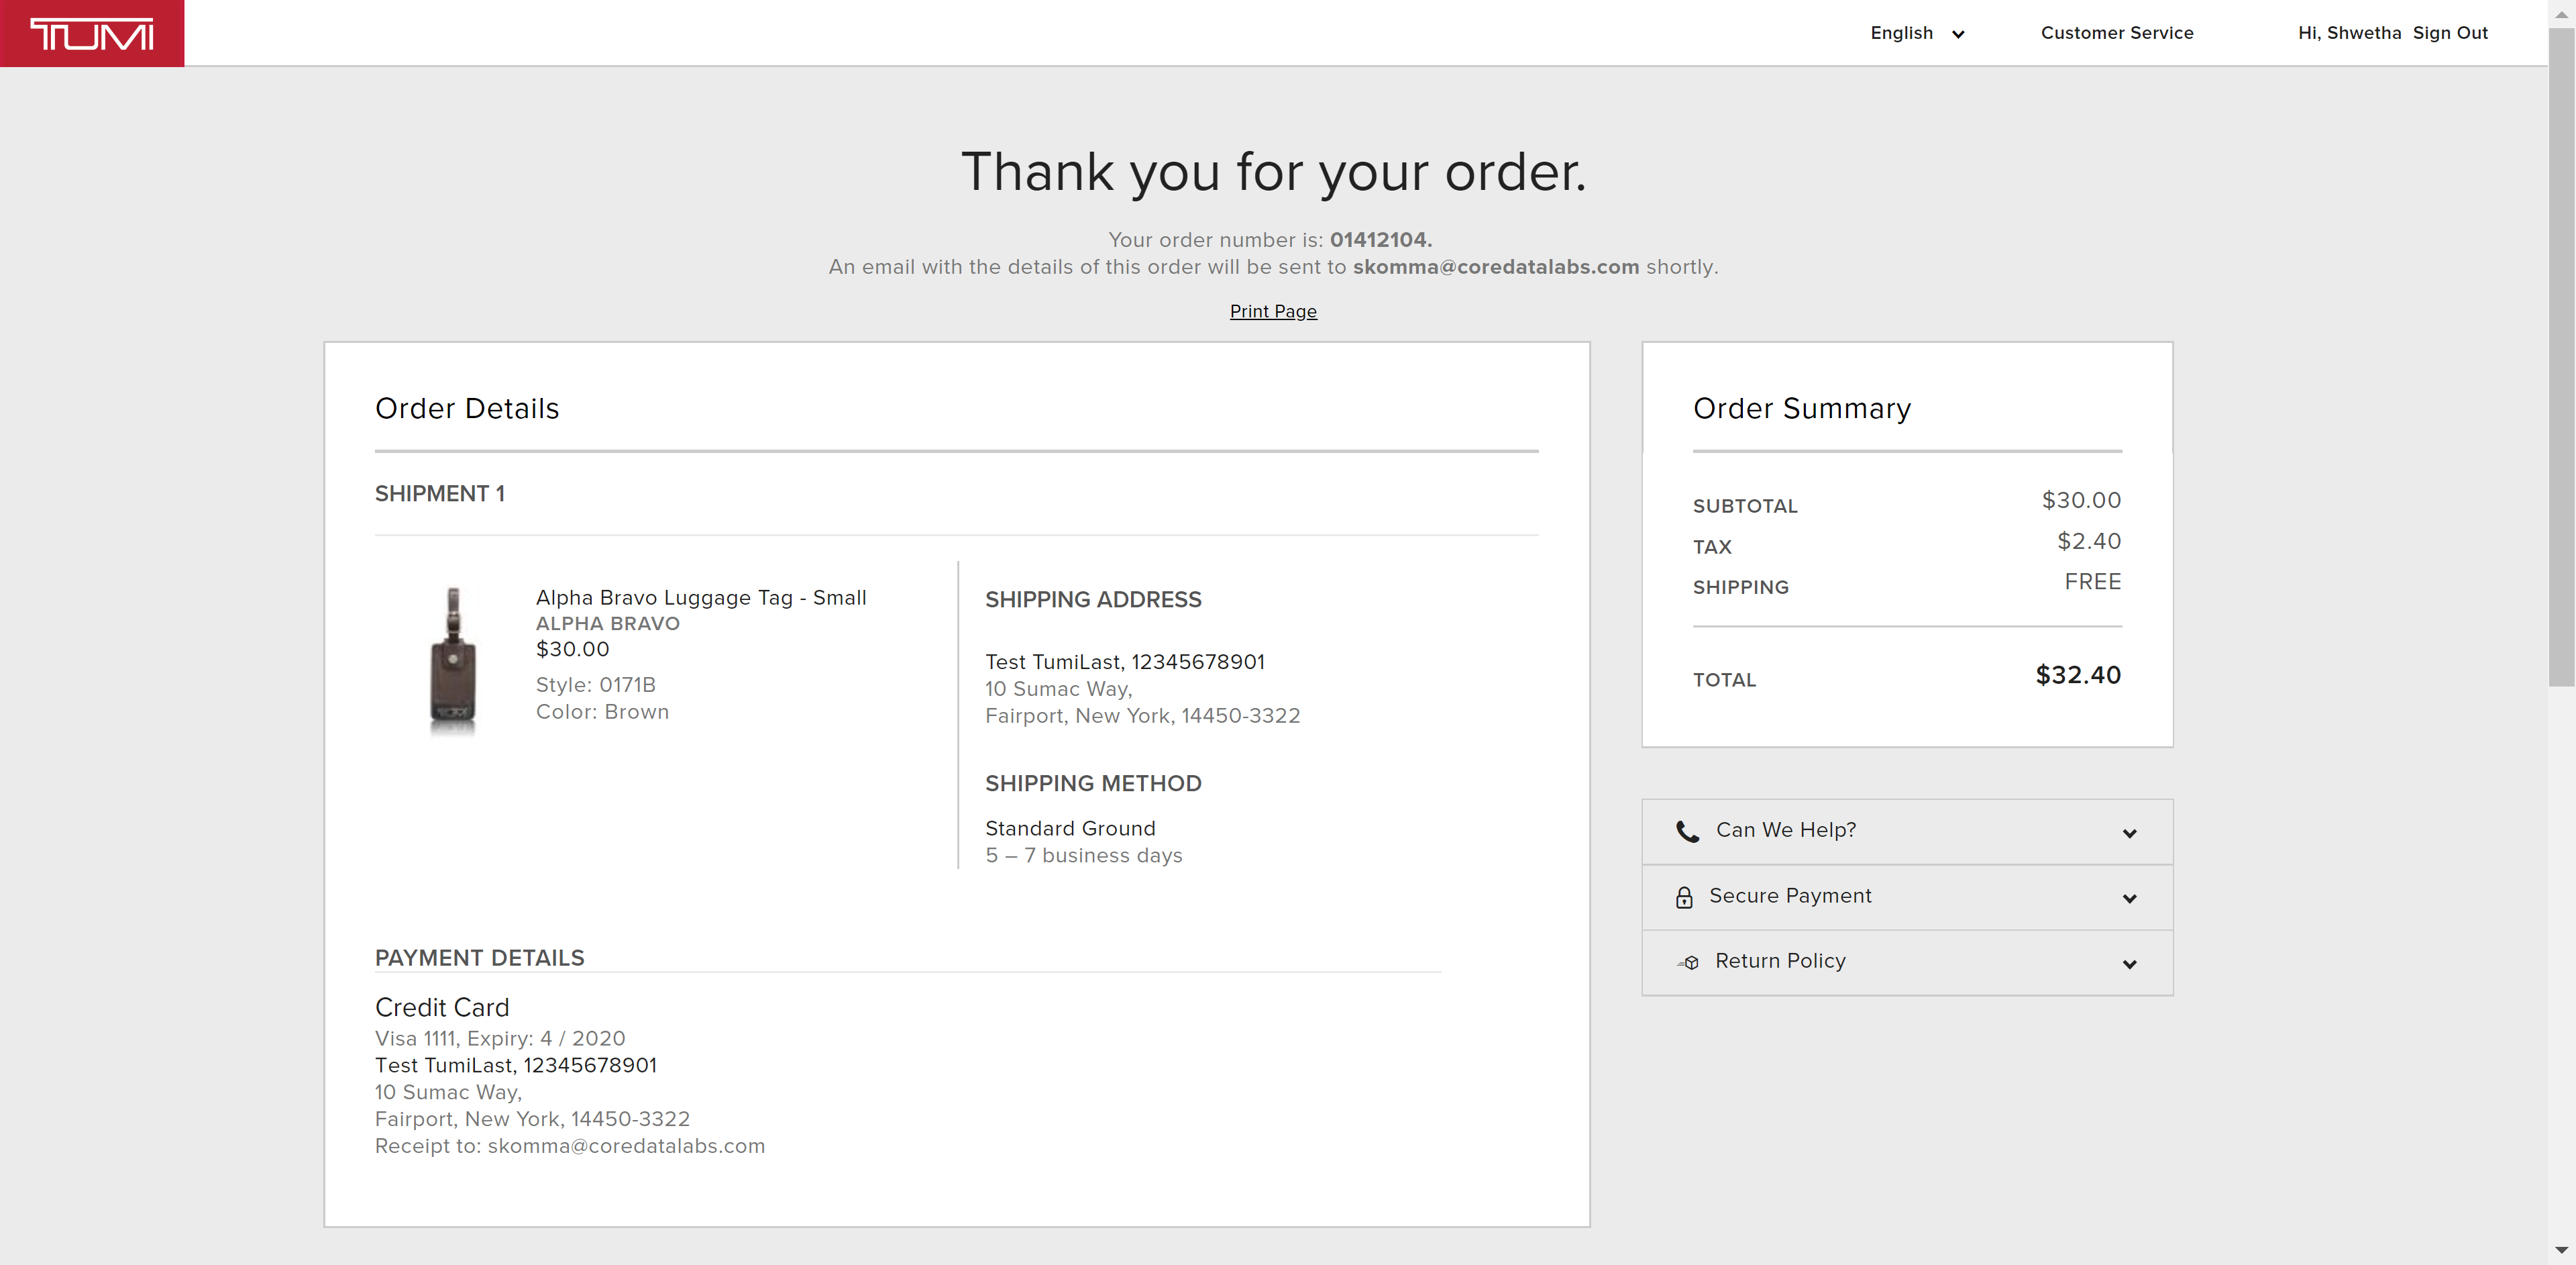 TUMI
English
Customer Service
Hi, Shwetha Sign Out
Thank you for your order.
Your order number is: 01412104.
An email with the details of this order will be sent to skomma@coredatalabs.com shortly.
Print Page
Order Details
SHIPMENT 1
Alpha Bravo Luggage Tag - Small
ALPHA BRAVO
$30.00
Style: 0171B
Color: Brown
TUMI
SHIPPING ADDRESS
Test TumiLast, 12345678901
10 Sumac Way,
Fairport, New York, 14450-3322
SHIPPING METHOD
Standard Ground
5 – 7 business days
PAYMENT DETAILS
Credit Card
Visa 1111, Expiry: 4 / 2020
Test TumiLast, 12345678901
10 Sumac Way,
Fairport, New York, 14450-3322
Receipt to: skomma@coredatalabs.com
Order Summary
SUBTOTAL $30.00
TAX $2.40
SHIPPING FREE
TOTAL $32.40
Can We Help?
Secure Payment
Return Policy